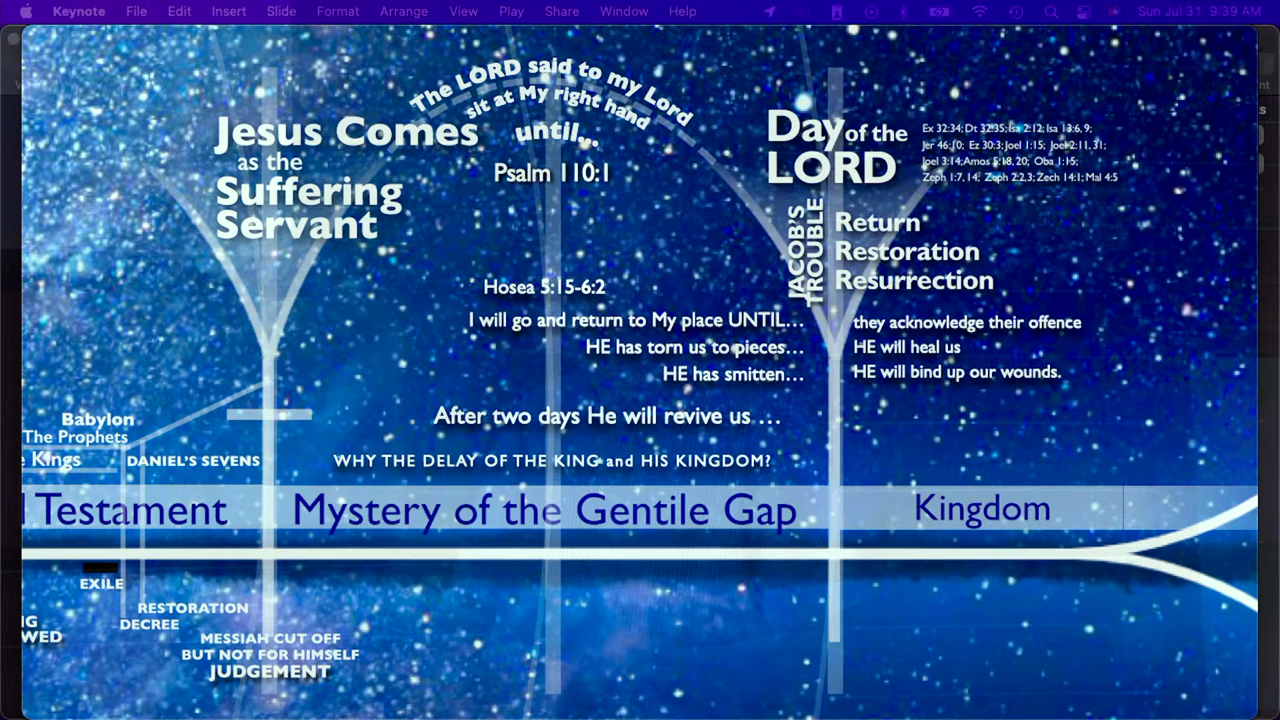 Keynote File Edit Insert Slide Format Arrange View Play Share Window Help Sun Jul 31 9:39 AM
The LORD said to my Lord
sit at My right hand
until...
Psalm 110:1
Jesus Comes
as the
Suffering
Servant
Day of the
LORD
Ex 32:34; Dt 32:35; Isa 2:12; Isa 13:6, 9;
Jer 46:10; Ez 30:3; Joel 1:15; Joel 2:11, 31;
Joel 3:14; Amos 5:18, 20; Oba 1:15;
Zeph 1:7, 14; Zeph 2:2,3; Zech 14:1; Mal 4:5
JACOB'S
TROUBLE
Return
Restoration
Resurrection
Hosea 5:15-6:2
I will go and return to My place UNTIL...
HE has torn us to pieces...
HE has smitten...
they acknowledge their offence
HE will heal us
HE will bind up our wounds.
After two days He will revive us ...
WHY THE DELAY OF THE KING and HIS KINGDOM?
Babylon
The Prophets
Kings
DANIEL'S SEVENS
Testament
Mystery of the Gentile Gap
Kingdom
EXILE
RESTORATION
DECREE
MESSIAH CUT OFF
BUT NOT FOR HIMSELF
JUDGEMENT